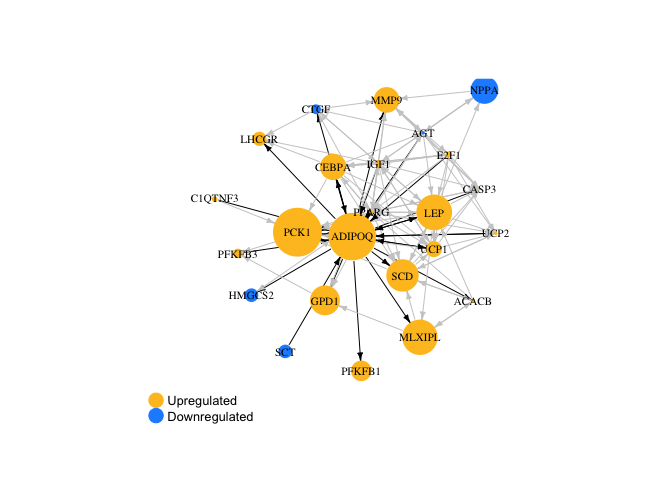 NPPA
MMP9
CTGF
AGT
LHCGR
E2F1
CEBPA
IGF1
CASP3
C1QTNF3
PPARG
LEP
PCK1
ADIPOQ
UCP2
UCP1
PFKFB3
SCD
HMGCS2
GPD1
ACACB
MLXIPL
SCT
PFKFB1
Upregulated
Downregulated